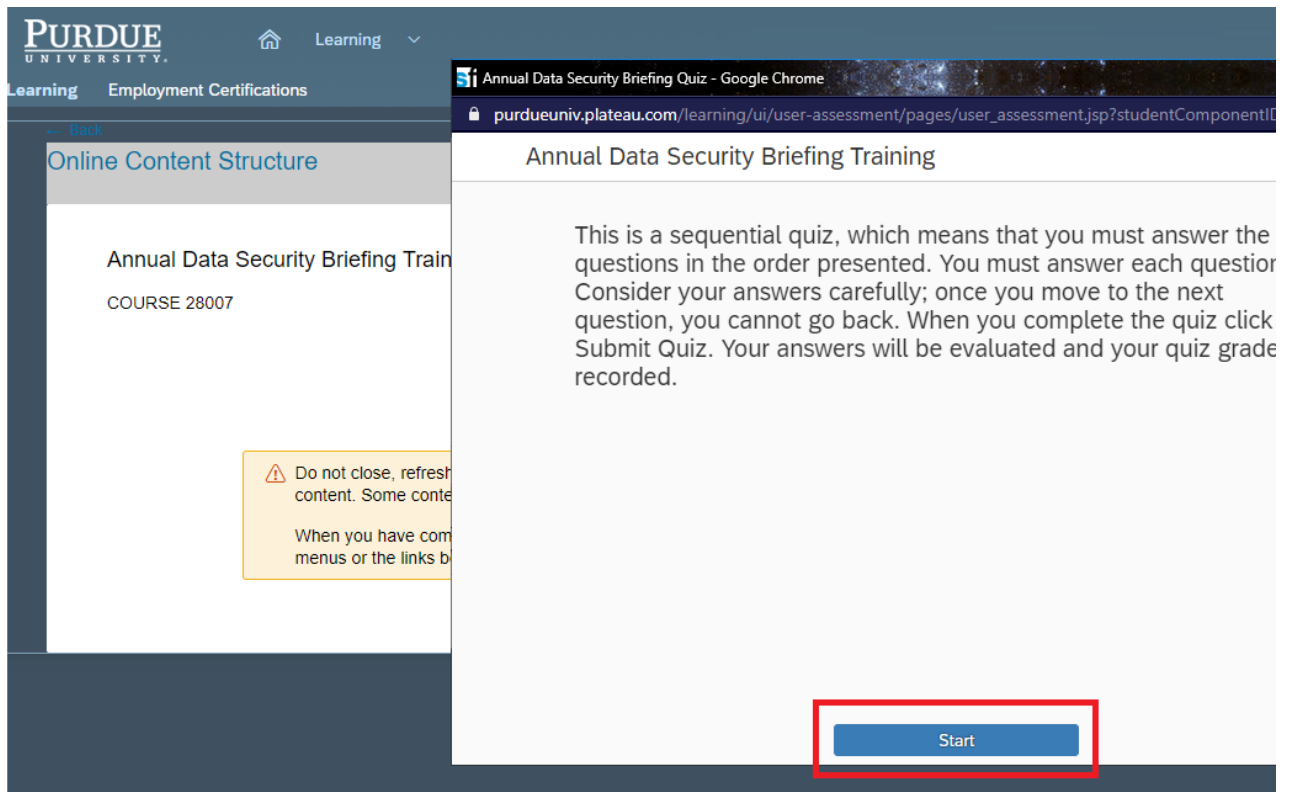 PURDUE
UNIVERSITY.
Learning
Learning
Employment Certifications
← Back
Online Content Structure
Annual Data Security Briefing Train
COURSE 28007
Do not close, refresh
content. Some conte
When you have com
menus or the links b
Annual Data Security Briefing Quiz - Google Chrome
purdueuniv.plateau.com/learning/ui/user-assessment/pages/user_assessment.jsp?studentComponentID
Annual Data Security Briefing Training
This is a sequential quiz, which means that you must answer the
questions in the order presented. You must answer each question
Consider your answers carefully; once you move to the next
question, you cannot go back. When you complete the quiz click
Submit Quiz. Your answers will be evaluated and your quiz grade
recorded.
Start